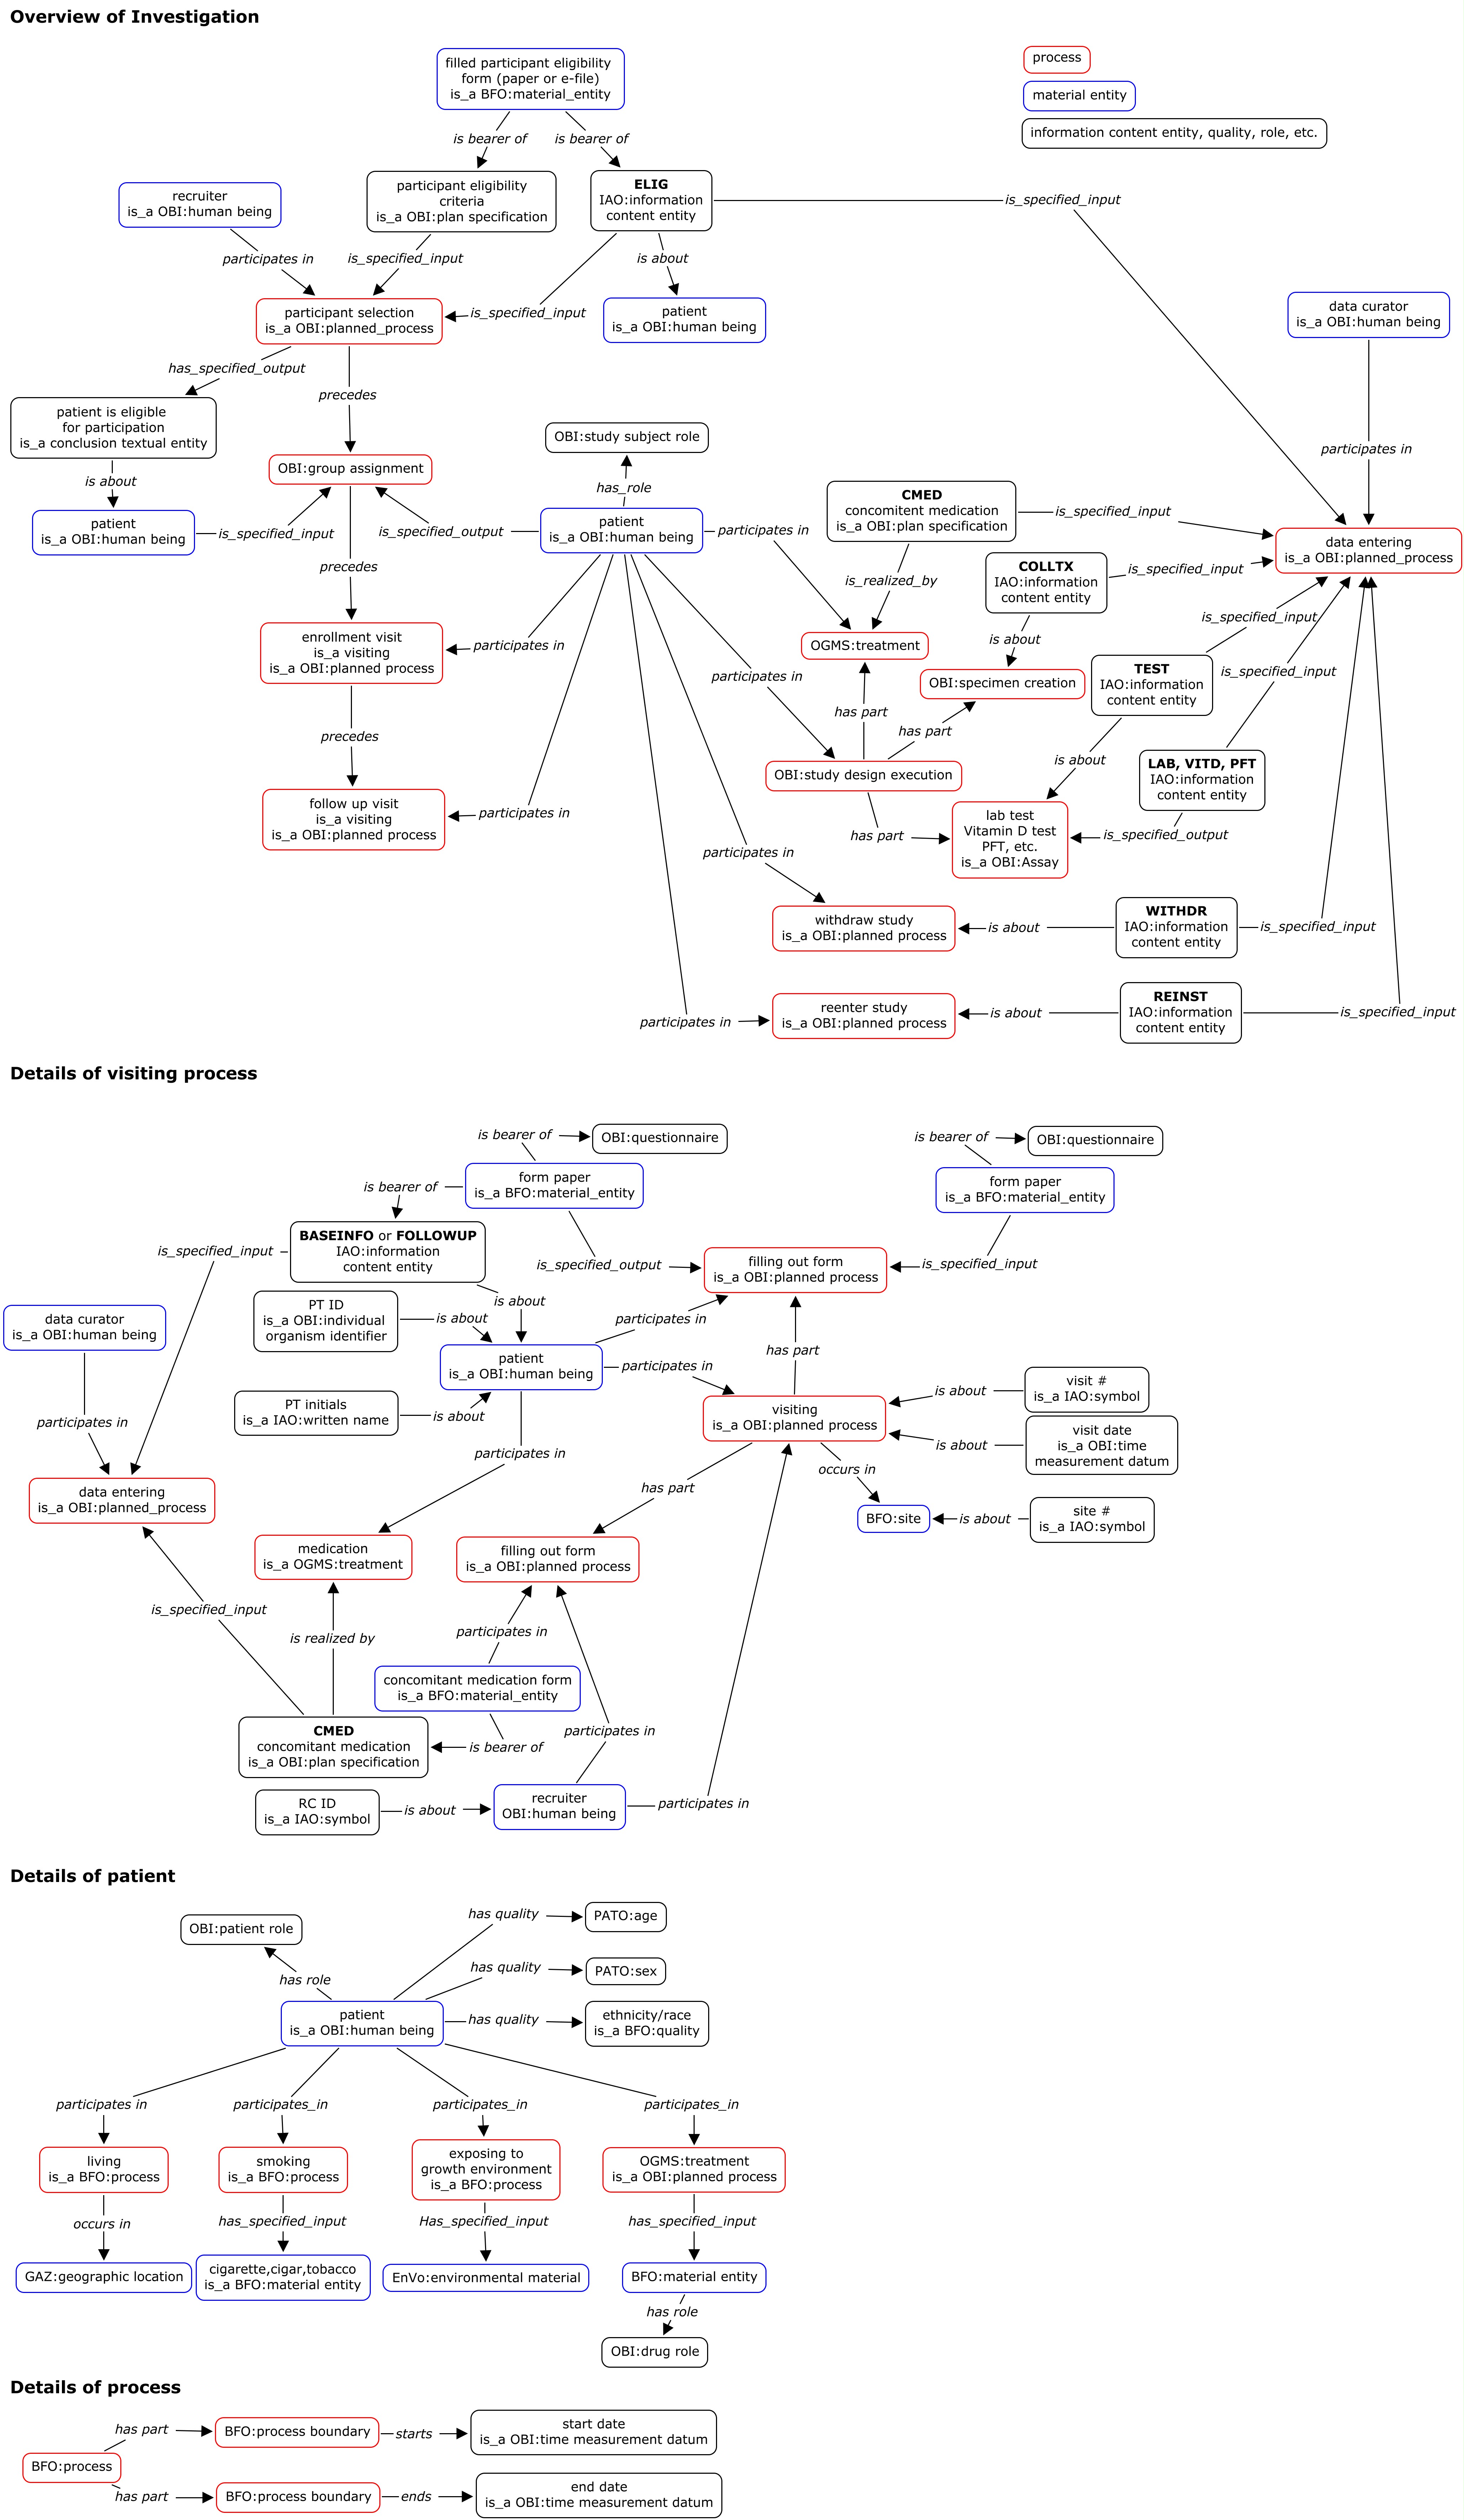 Overview of Investigation
filled participant eligibility
form (paper or e-file)
is_a BFO:material_entity
process
material entity
information content entity, quality, role, etc.
is bearer of
is bearer of
recruiter
is_a OBI:human being
participant eligibility
criteria
is_a OBI:plan specification
ELIG
IAO:information
content entity
is_specified_input
participates in
is_specified_input
is about
participant selection
is_a OBI:planned_process
is_specified_input
patient
is_a OBI:human being
data curator
is_a OBI:human being
has_specified_output
precedes
patient is eligible
for participation
is_a conclusion textual entity
OBI:study subject role
participates in
OBI:group assignment
is about
has_role
patient
is_a OBI:human being
is_specified_input
is_specified_output
patient
is_a OBI:human being
participates in
CMED
concomitent medication
is_a OBI:plan specification
is_specified_input
data entering
is_a OBI:planned_process
precedes
is_realized_by
COLLTX
IAO:information
content entity
is_specified_input
enrollment visit
is_a visiting
is_a OBI:planned process
participates in
OGMS:treatment
is about
is_specified_input
participates in
OBI:specimen creation
TEST
IAO:information
content entity
is_specified_input
precedes
has part
has part
is about
OBI:study design execution
LAB, VITD, PFT
IAO:information
content entity
follow up visit
is_a visiting
is_a OBI:planned process
participates in
has part
lab test
Vitamin D test
PFT, etc.
is_a OBI:Assay
is_specified_output
participates in
withdraw study
is_a OBI:planned process
is about
WITHDR
IAO:information
content entity
is_specified_input
participates in
reenter study
is_a OBI:planned process
is about
REINST
IAO:information
content entity
is_specified_input
Details of visiting process
is bearer of
OBI:questionnaire
is bearer of
OBI:questionnaire
is bearer of
form paper
is_a BFO:material_entity
form paper
is_a BFO:material_entity
is_specified_input
BASEINFO or FOLLOWUP
IAO:information
content entity
is_specified_output
filling out form
is_a OBI:planned process
is_specified_input
data curator
is_a OBI:human being
PT ID
is_a OBI:individual
organism identifier
is about
is about
participates in
patient
is_a OBI:human being
participates in
has part
PT initials
is_a IAO:written name
is about
visiting
is_a OBI:planned process
is about
visit #
is_a IAO:symbol
participates in
participates in
is about
visit date
is_a OBI:time
measurement datum
occurs in
has part
data entering
is_a OBI:planned_process
BFO:site
is about
site #
is_a IAO:symbol
medication
is_a OGMS:treatment
filling out form
is_a OBI:planned process
is_specified_input
is realized by
participates in
concomitant medication form
is_a BFO:material_entity
CMED
concomitant medication
is_a OBI:plan specification
is bearer of
participates in
RC ID
is_a IAO:symbol
is about
recruiter
OBI:human being
participates in
Details of patient
OBI:patient role
has quality
PATO:age
has role
has quality
PATO:sex
patient
is_a OBI:human being
has quality
ethnicity/race
is_a BFO:quality
participates in
participates_in
participates_in
participates_in
living
is_a BFO:process
smoking
is_a BFO:process
exposing to
growth environment
is_a BFO:process
OGMS:treatment
is_a OBI:planned process
occurs in
has_specified_input
Has_specified_input
has_specified_input
GAZ:geographic location
cigarette,cigar,tobacco
is_a BFO:material entity
EnVo:environmental material
BFO:material entity
has role
OBI:drug role
Details of process
has part
BFO:process boundary
starts
start date
is_a OBI:time measurement datum
BFO:process
has part
BFO:process boundary
ends
end date
is_a OBI:time measurement datum